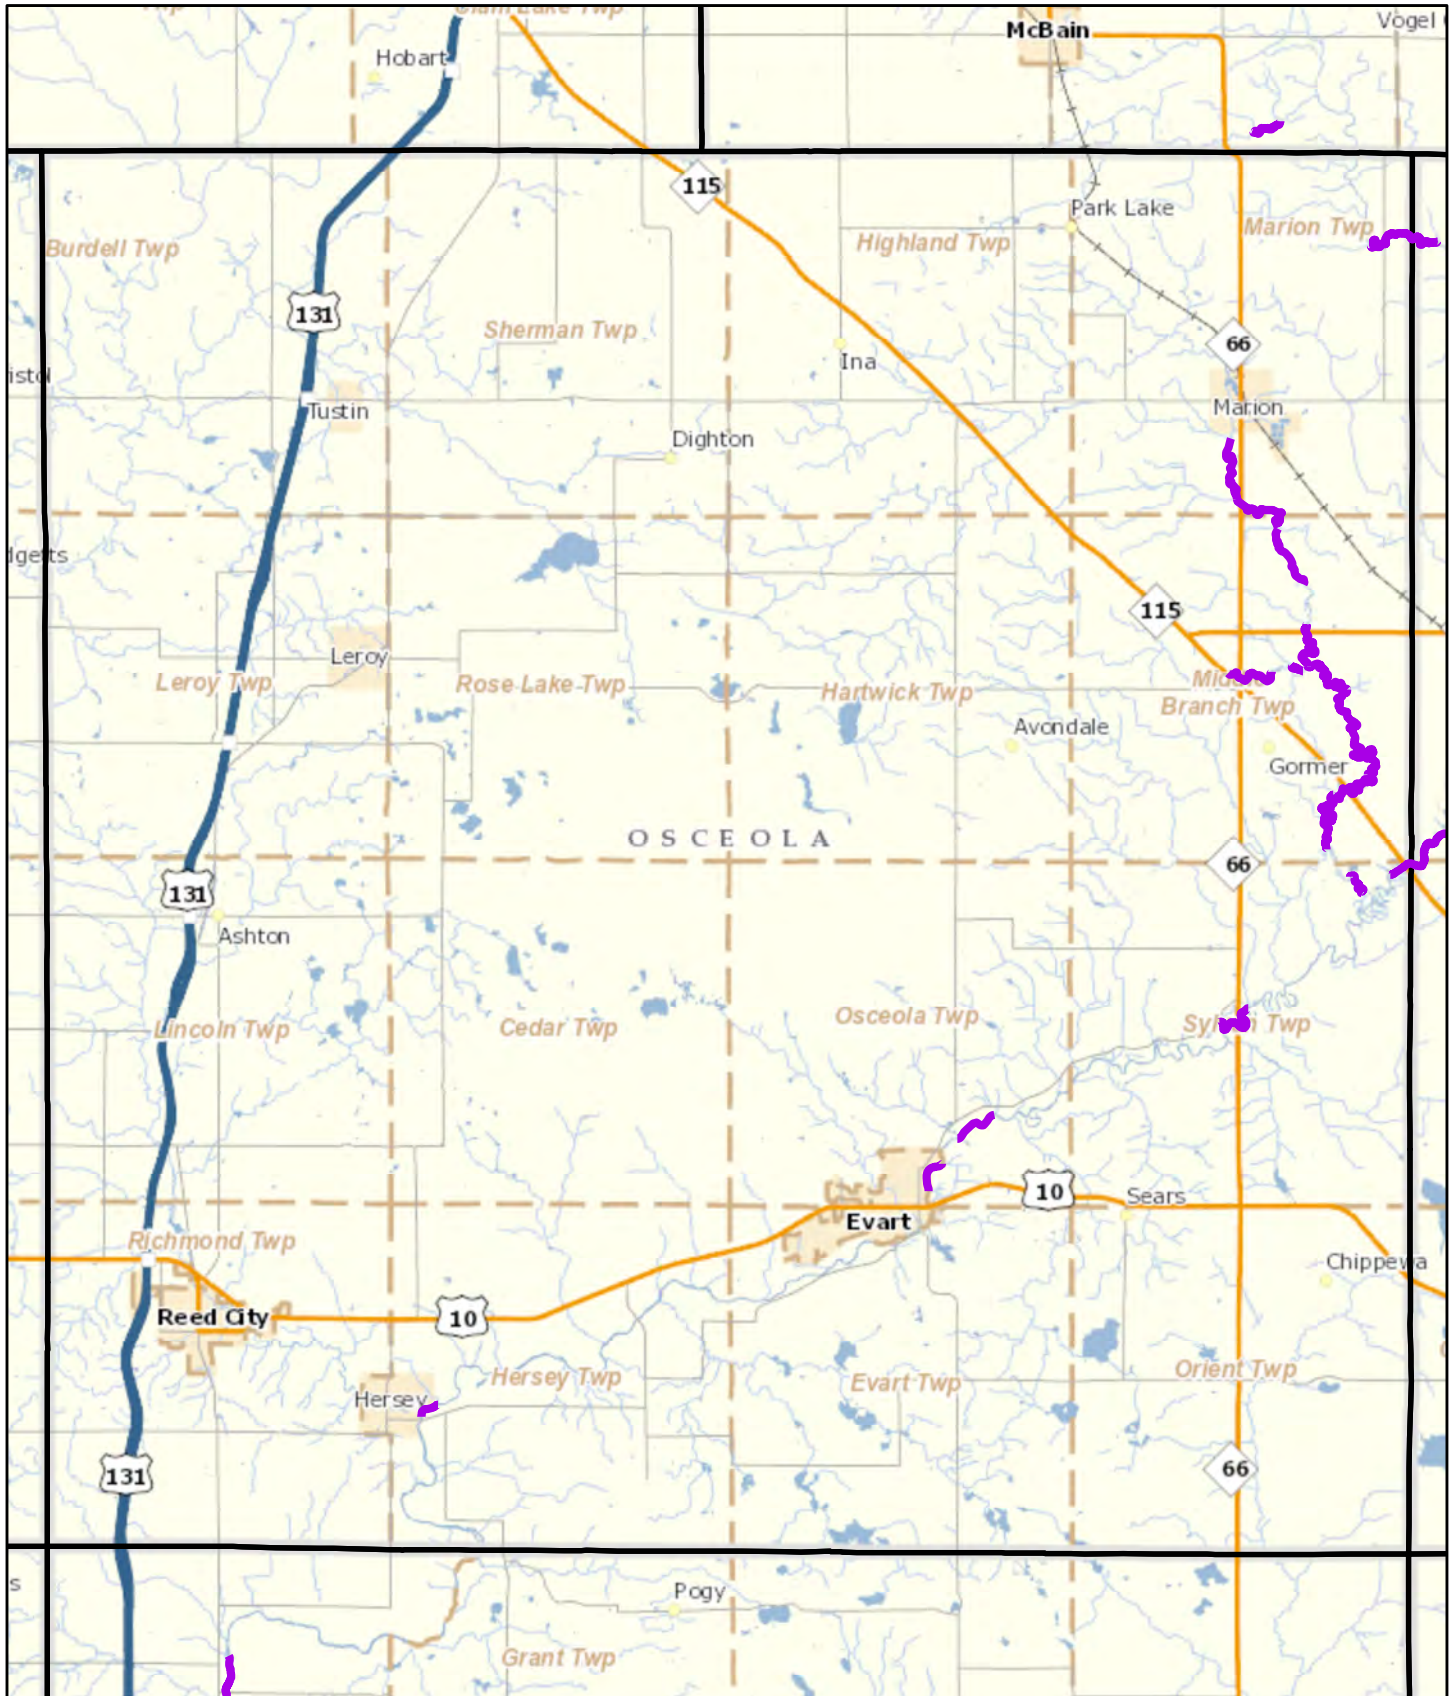 McBain
Vogel
Hobart
115
Park Lake
Marion Twp
Burdell Twp
Highland Twp
131
Sherman Twp
66
Ina
Tustin
Marion
Dighton
115
Leroy
Leroy Twp
Rose Lake Twp
Hartwick Twp
Branch Twp
Avondale
Gormer
OSCEOLA
131
66
Ashton
Lincoln Twp
Cedar Twp
Osceola Twp
Twp
10
Sears
Evart
Richmond Twp
Chippewa
Reed City
10
Hersey Twp
Evart Twp
Orient Twp
Hersey
131
66
Pogy
Grant Twp